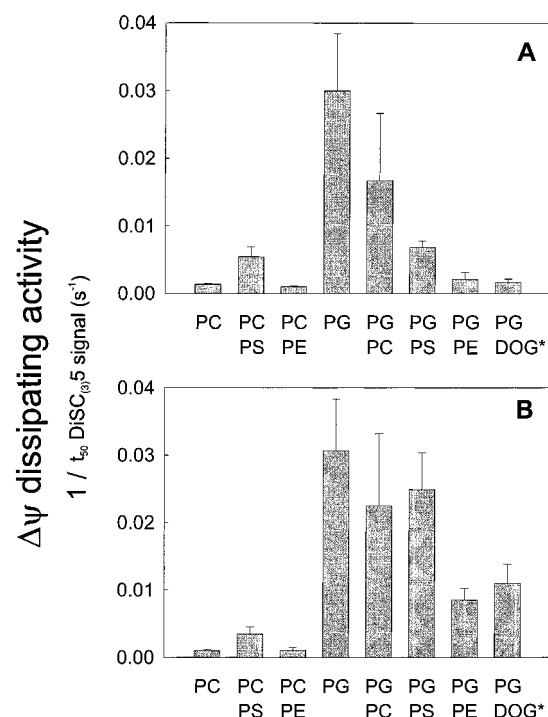 Δψ dissipating activity
1 / t50 DiSC(3)5 signal (s-1)
A
0.04
0.03
0.02
0.01
0.00
PC PC PC PG PG PG PG PG
PS PE PC PS PE DOG*
B
0.04
0.03
0.02
0.01
0.00
PC PC PC PG PG PG PG PG
PS PE PC PS PE DOG*